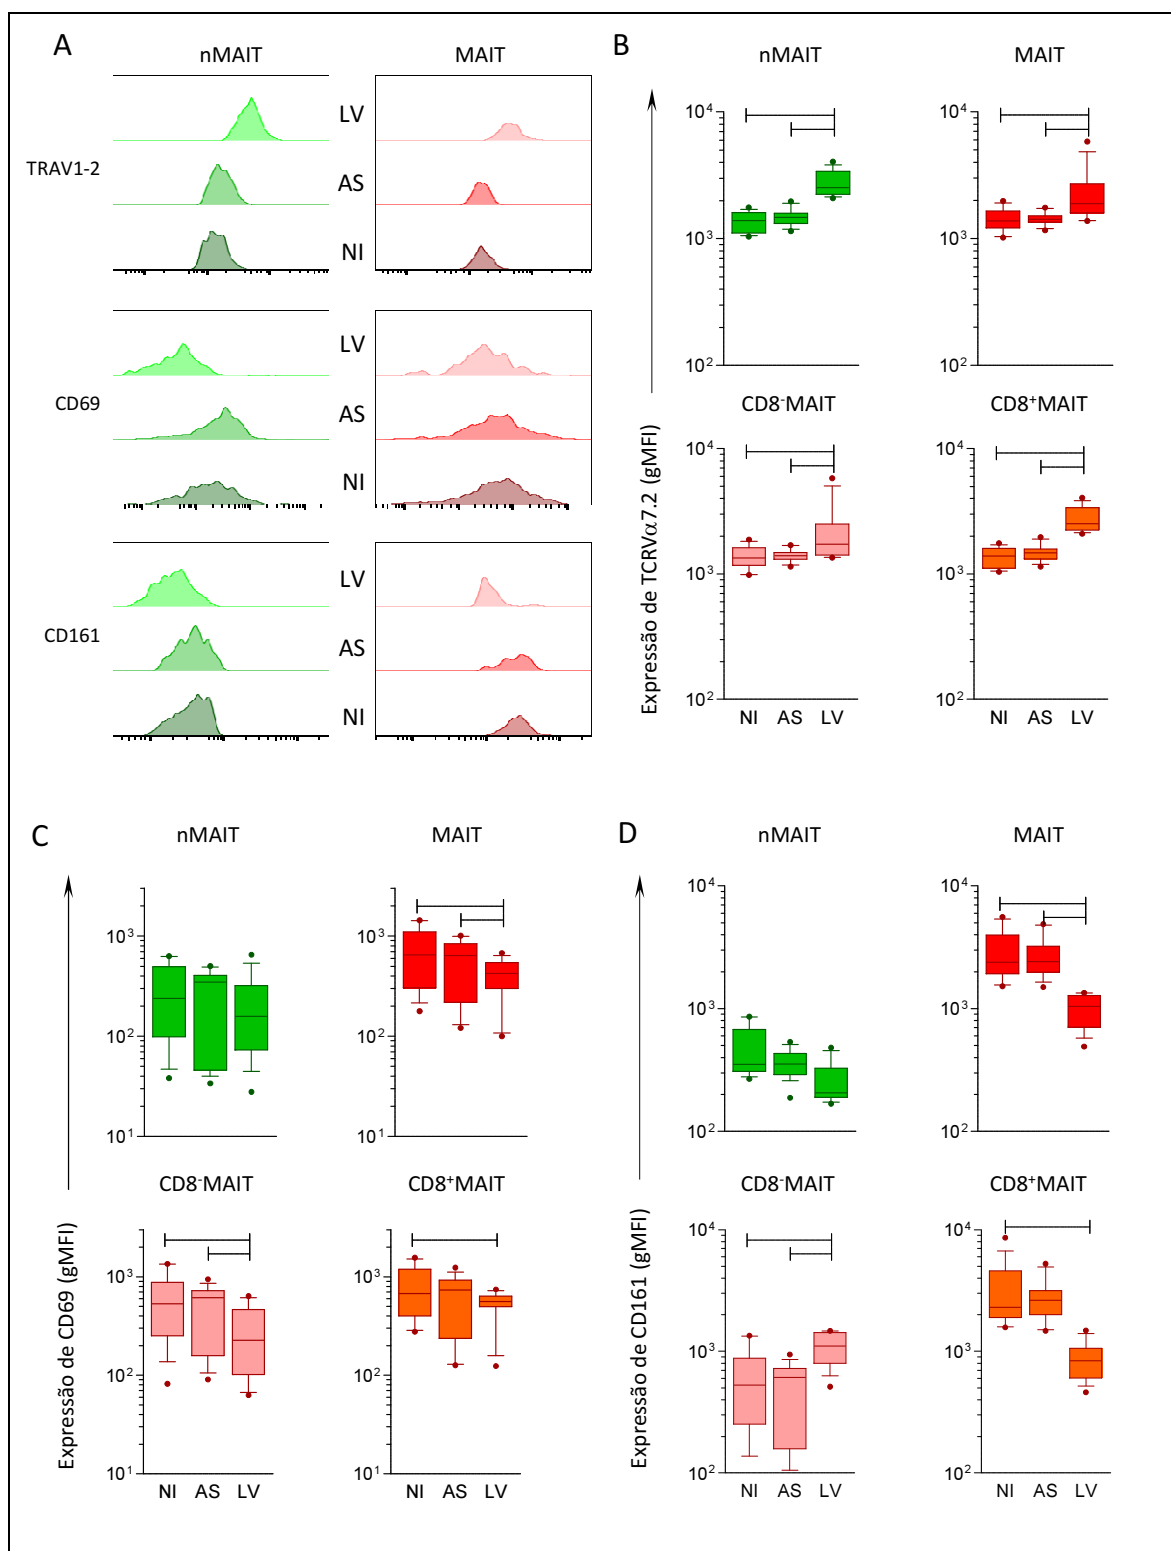 A
nMAIT
MAIT
TRAV1-2
LV
AS
NI
CD69
LV
AS
NI
CD161
LV
AS
NI
B
nMAIT
MAIT
Expressão de TCRVα7.2 (gMFI)
10⁴
10³
10²
10⁴
10³
10²
CD8⁻MAIT
CD8⁺MAIT
10⁴
10³
10²
10⁴
10³
10²
NI AS LV
NI AS LV
C
nMAIT
MAIT
Expressão de CD69 (gMFI)
10³
10²
10¹
10³
10²
10¹
CD8⁻MAIT
CD8⁺MAIT
10³
10²
10¹
10³
10²
10¹
NI AS LV
NI AS LV
D
nMAIT
MAIT
Expressão de CD161 (gMFI)
10⁴
10³
10²
10⁴
10³
10²
CD8⁻MAIT
CD8⁺MAIT
10⁴
10³
10²
10⁴
10³
10²
NI AS LV
NI AS LV